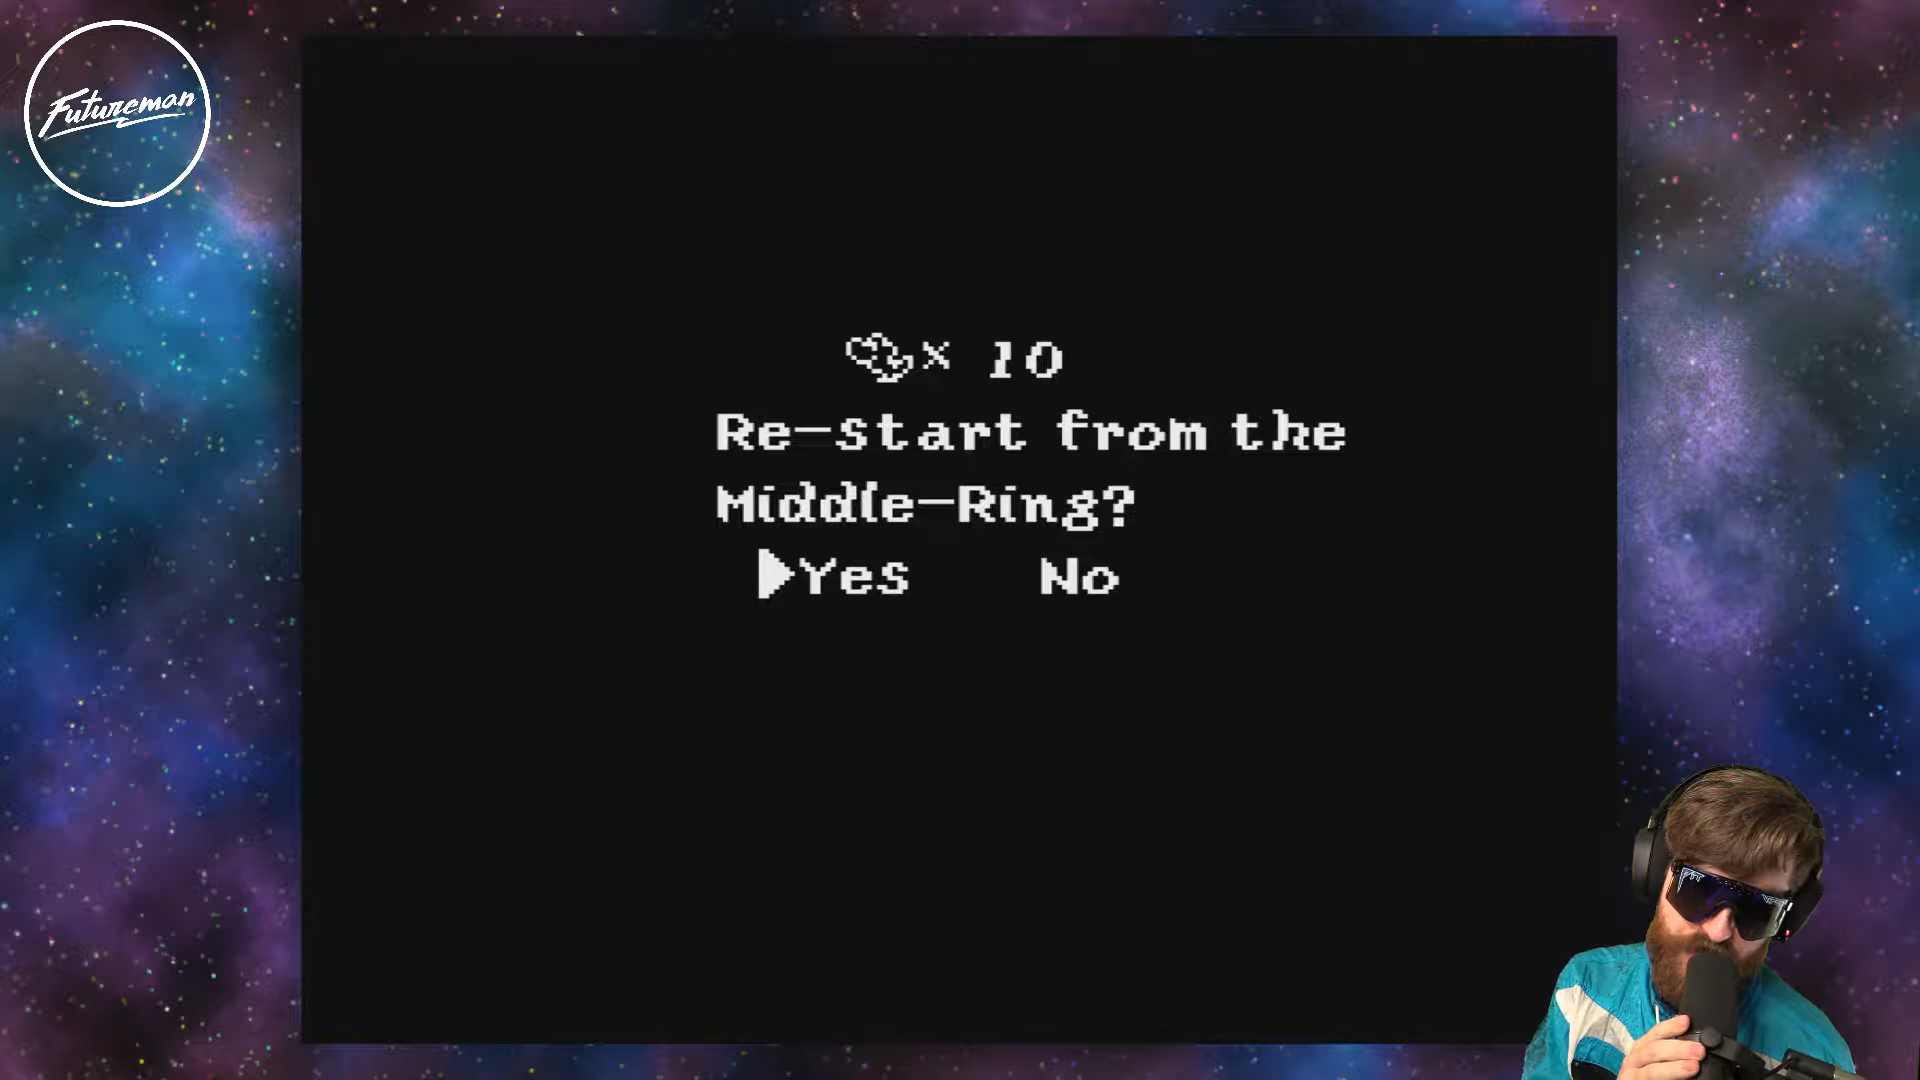 Futureman
× 10
Re-start from the
Middle-Ring?
▶Yes No